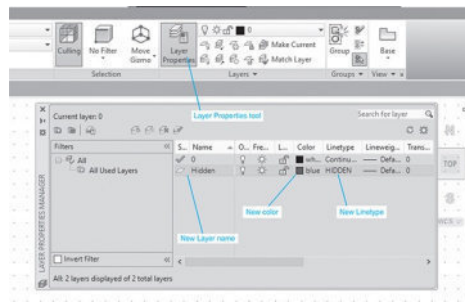 0
Make Current
Match Layer
Culling
No Filter
Move Gizmo
Layer Properties
Group
Base
Selection
Layers
Groups
View
Current layer: 0
Layer Properties tool
Search for layer
Filters
All
All Used Layers
S... Name O... Fre... L... Color Linetype Lineweig... Trans...
0 wh... Continu... Defa... 0
Hidden blue HIDDEN Defa... 0
New color
New Linetype
New Layer name
Invert Filter
All: 2 layers displayed of 2 total layers
LAYER PROPERTIES MANAGER
TOP